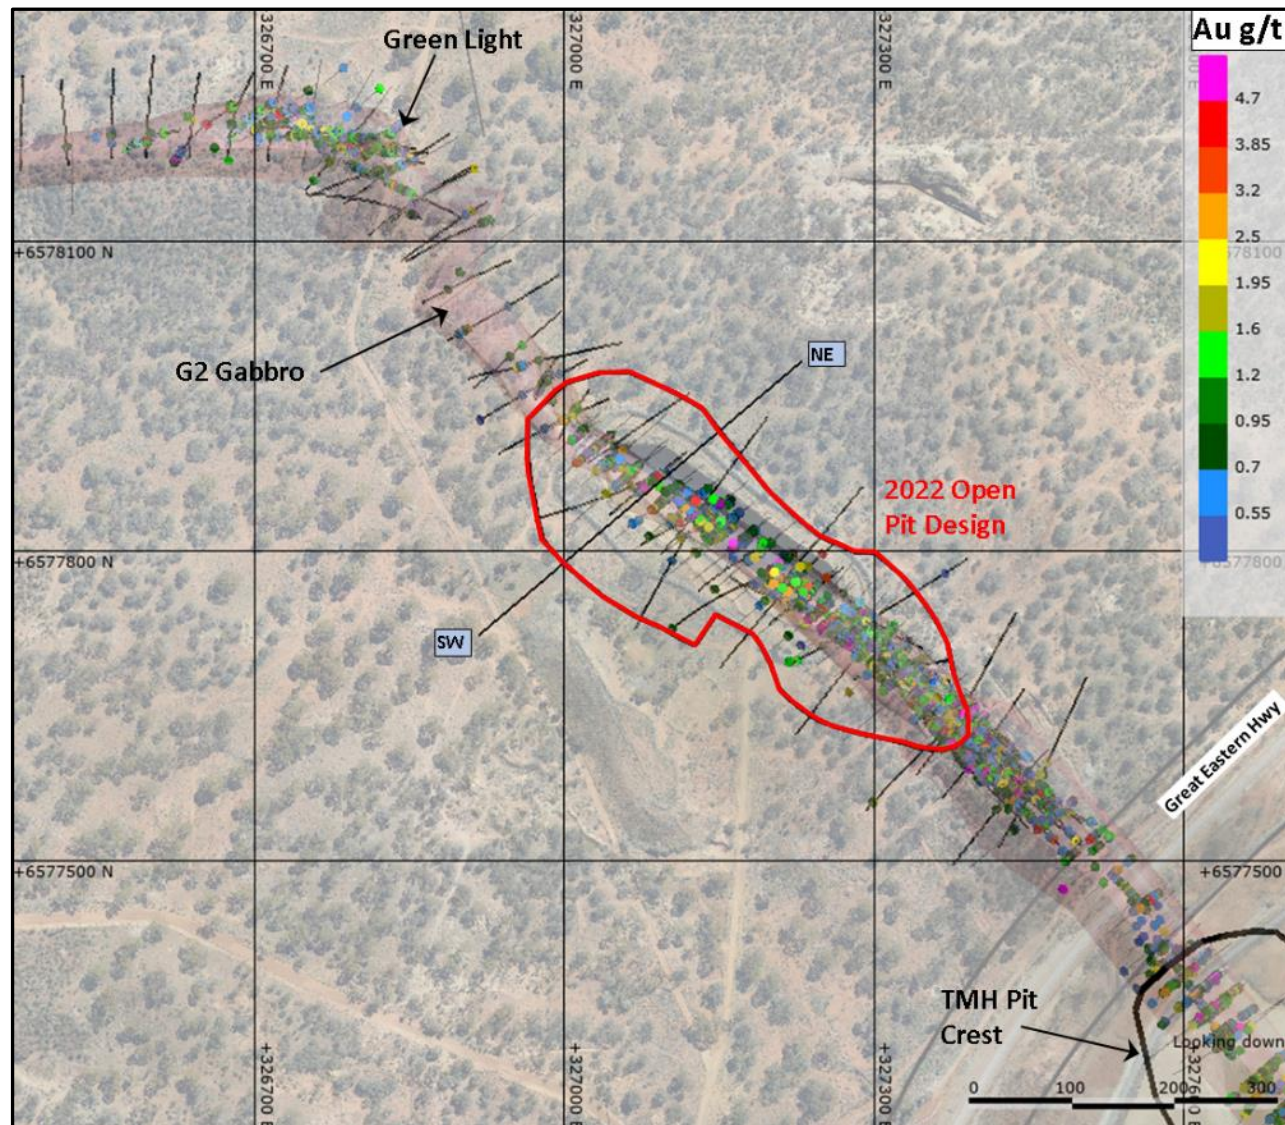 Au g/t
4.7
3.85
3.2
2.5
1.95
1.6
1.2
0.95
0.7
0.55
Green Light
326700 E
327000 E
327300 E
+6578100 N
578100
G2 Gabbro
NE
2022 Open
Pit Design
+6577800 N
6577800
SW
Great Eastern Hwy
+6577500 N
+6577500
TMH Pit
Crest
Looking down
+326700 E
+327000 E
+327300 E
0 100 200 300